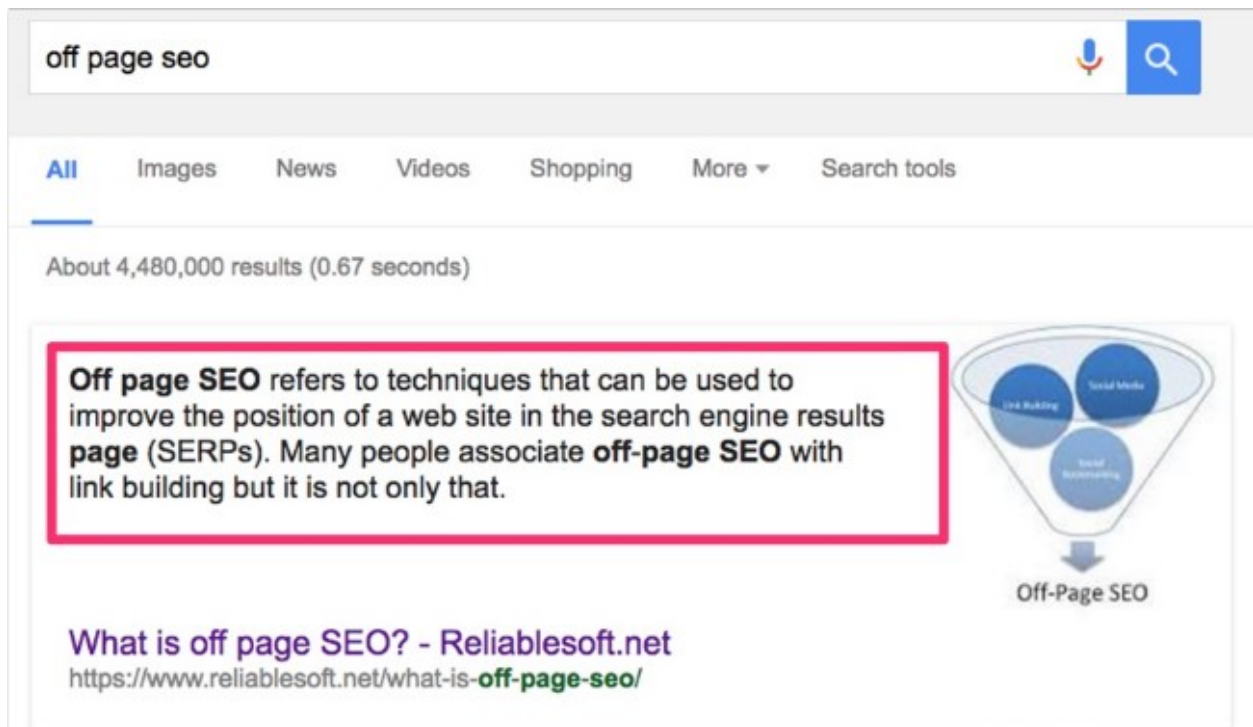 off page seo
All Images News Videos Shopping More Search tools
About 4,480,000 results (0.67 seconds)
Off page SEO refers to techniques that can be used to
improve the position of a web site in the search engine results
page (SERPs). Many people associate off-page SEO with
link building but it is not only that.
Link Building
Social Media
Social
Bookmarking
Off-Page SEO
What is off page SEO? - Reliablesoft.net
https://www.reliablesoft.net/what-is-off-page-seo/